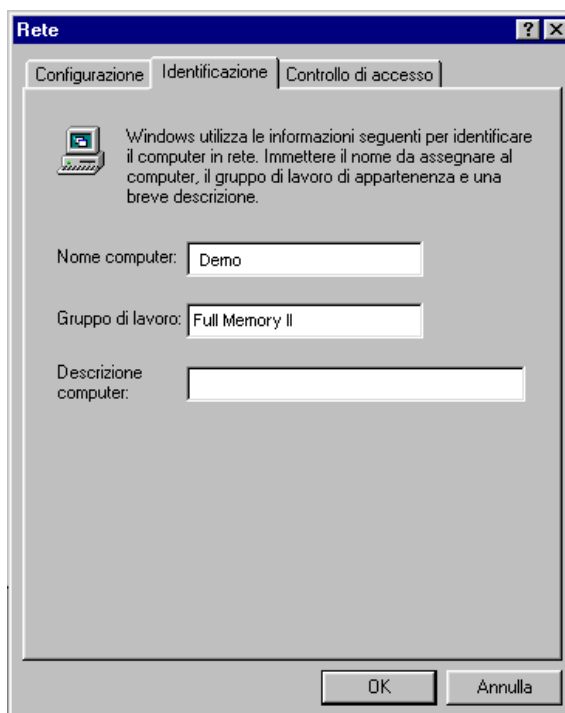 Rete
Configurazione Identificazione Controllo di accesso
Windows utilizza le informazioni seguenti per identificare
il computer in rete. Immettere il nome da assegnare al
computer, il gruppo di lavoro di appartenenza e una
breve descrizione.
Nome computer: Demo
Gruppo di lavoro: Full Memory II
Descrizione
computer:
OK Annulla